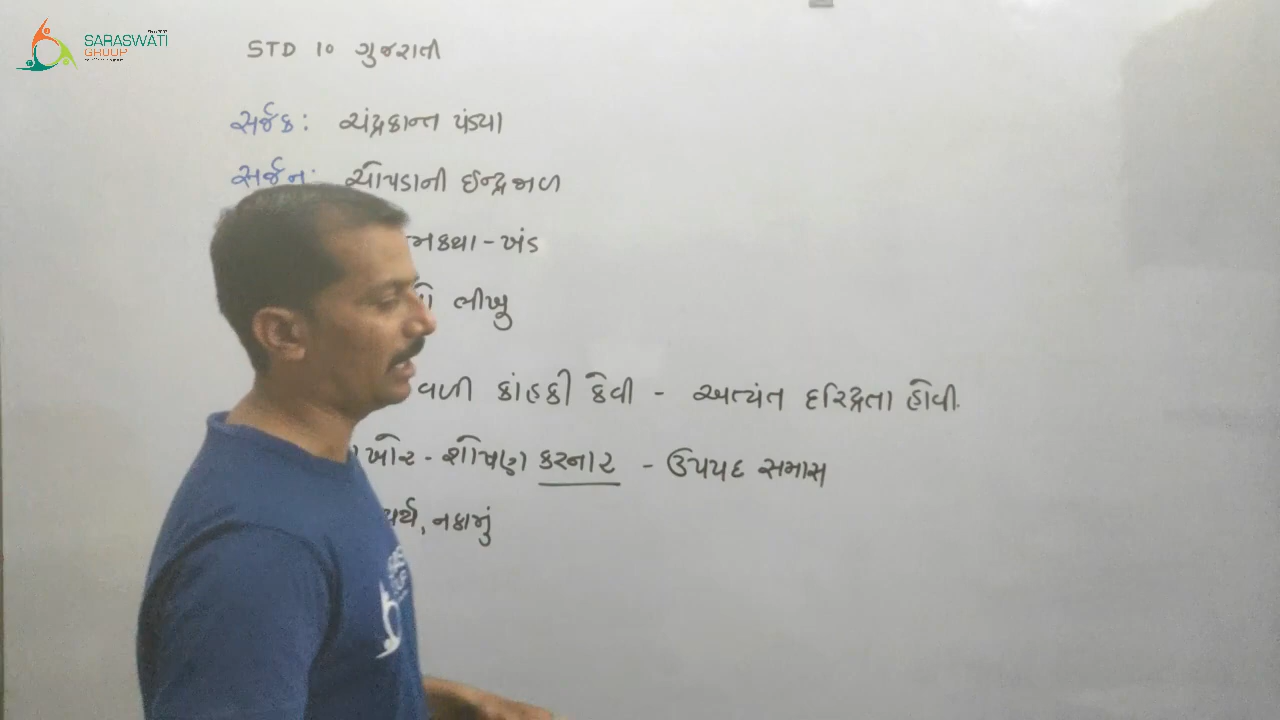 SARASWATI
GROUP
STD 10 ગુજરાતી
સર્જક : ચંદ્રકાન્ત પંડ્યા
સર્જન : ચોપડાની ઈન્દ્રજાળ
મકથા - ખંડ
લીખુ
વળી કાંહકી કેવી - અત્યંત દરિદ્રતા હોવી.
ખોર - શોષણ કરનાર - ઉપપદ સમાસ
નકામું